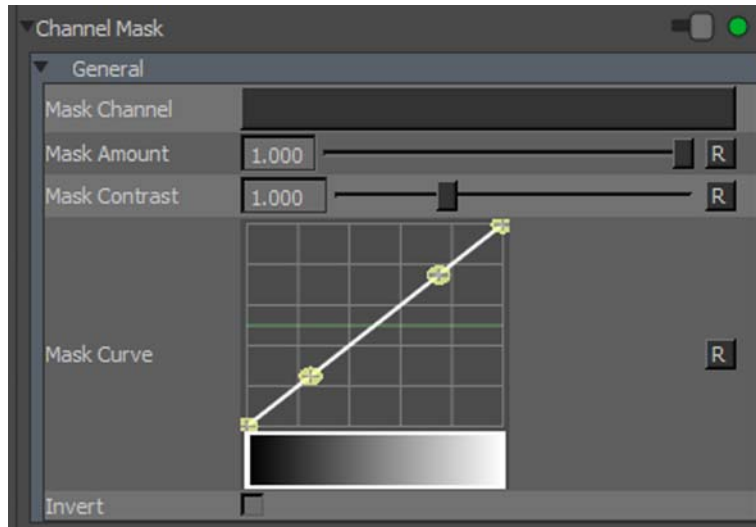 Channel Mask
General
Mask Channel
Mask Amount 1.000 R
Mask Contrast 1.000 R
Mask Curve R
Invert